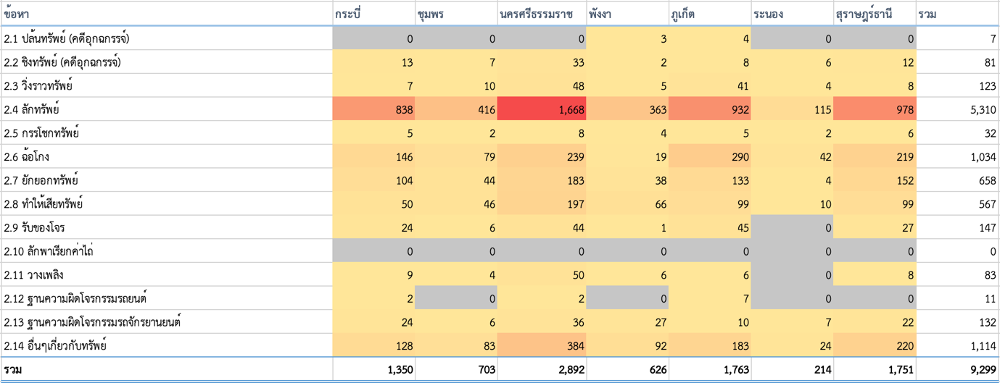 ข้อหา กระบี่ ชุมพร นครศรีธรรมราช พังงา ภูเก็ต ระนอง สุราษฎร์ธานี รวม
2.1 ปล้นทรัพย์ (คดีอุกฉกรรจ์) 0 0 0 3 4 0 0 7
2.2 ชิงทรัพย์ (คดีอุกฉกรรจ์) 13 7 33 2 8 6 12 81
2.3 วิ่งราวทรัพย์ 7 10 48 5 41 4 8 123
2.4 ลักทรัพย์ 838 416 1,668 363 932 115 978 5,310
2.5 กรรโชกทรัพย์ 5 2 8 4 5 2 6 32
2.6 ฉ้อโกง 146 79 239 19 290 42 219 1,034
2.7 ยักยอกทรัพย์ 104 44 183 38 133 4 152 658
2.8 ทำให้เสียทรัพย์ 50 46 197 66 99 10 99 567
2.9 รับของโจร 24 6 44 1 45 0 27 147
2.10 ลักพาเรียกค่าไถ่ 0 0 0 0 0 0 0 0
2.11 วางเพลิง 9 4 50 6 6 0 8 83
2.12 ฐานความผิดโจรกรรมรถยนต์ 2 0 2 0 7 0 0 11
2.13 ฐานความผิดโจรกรรมรถจักรยานยนต์ 24 6 36 27 10 7 22 132
2.14 อื่นๆเกี่ยวกับทรัพย์ 128 83 384 92 183 24 220 1,114
รวม 1,350 703 2,892 626 1,763 214 1,751 9,299